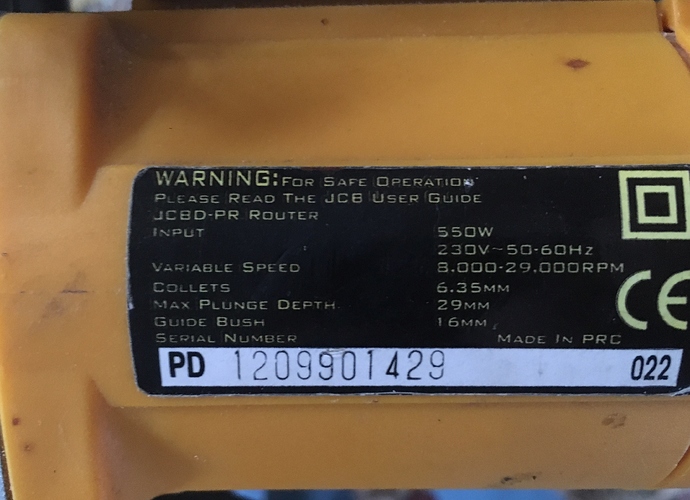 WARNING: FOR SAFE OPERATION
PLEASE READ THE JCB USER GUIDE
JCBD-PR ROUTER
INPUT 550W
230V~50-60HZ
VARIABLE SPEED 8.000-29.000RPM
COLLETS 6.35MM
MAX PLUNGE DEPTH 29MM
GUIDE BUSH 16MM
SERIAL NUMBER MADE IN PRC
PD 1209901429 022
CE